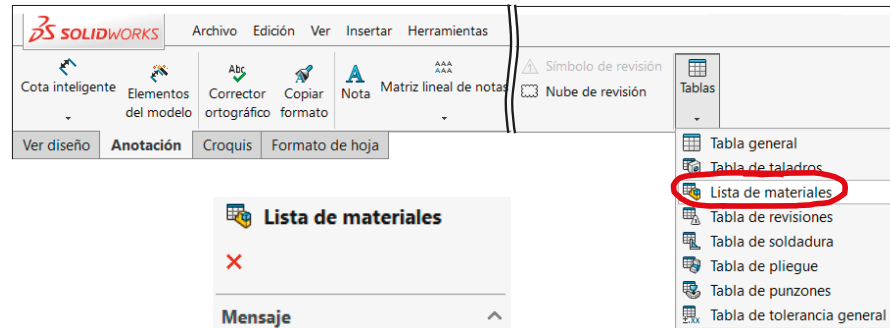 SOLIDWORKS Archivo Edición Ver Insertar Herramientas
Cota inteligente
Elementos del modelo
Abc
Corrector ortográfico
Copiar formato
A
Nota
AAA
AAA
Matriz lineal de notas
Símbolo de revisión
Nube de revisión
Tablas
Ver diseño Anotación Croquis Formato de hoja
Tabla general
Tabla de taladros
Lista de materiales
Tabla de revisiones
Tabla de soldadura
Tabla de pliegue
Tabla de punzones
Tabla de tolerancia general
Lista de materiales
Mensaje